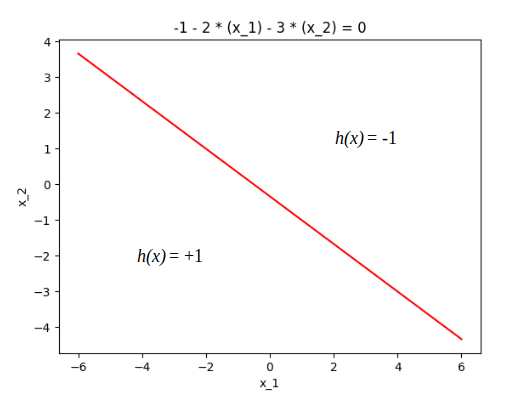 -1 - 2 * (x_1) - 3 * (x_2) = 0
4
3
2
1
0
−1
−2
−3
−4
x_2
h(x) = -1
h(x) = +1
−6 −4 −2 0 2 4 6
x_1